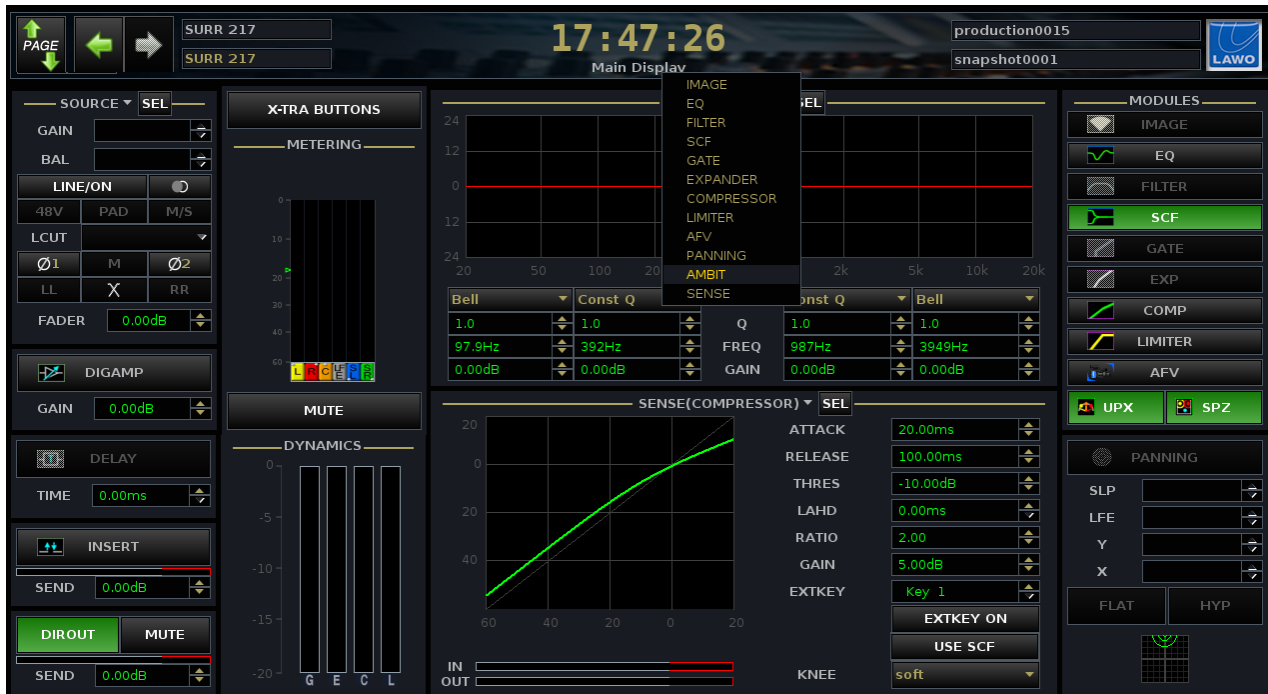 PAGE
SURR 217
SURR 217
17:47:26
Main Display
production0015
snapshot0001
LAWO
SOURCE SEL
GAIN
BAL
LINE/ON
48V PAD M/S
LCUT
Ø1 M Ø2
LL X RR
FADER 0.00dB
DIGAMP
GAIN 0.00dB
DELAY
TIME 0.00ms
INSERT
SEND 0.00dB
DIROUT MUTE
SEND 0.00dB
X-TRA BUTTONS
METERING
0
10
20
30
40
60
L R C LFE LS RS
MUTE
DYNAMICS
0
-5
-10
-15
-20
G E C L
SEL
24
12
0
12
24
20 50 100 20 2k 5k 10k 20k
IMAGE
EQ
FILTER
SCF
GATE
EXPANDER
COMPRESSOR
LIMITER
AFV
PANNING
AMBIT
SENSE
Bell Const Q onst Q Bell
1.0 1.0 Q 1.0 1.0
97.9Hz 392Hz FREQ 987Hz 3949Hz
0.00dB 0.00dB GAIN 0.00dB 0.00dB
SENSE(COMPRESSOR) SEL
20
0
20
40
60 40 20 0 20
IN
OUT
ATTACK 20.00ms
RELEASE 100.00ms
THRES -10.00dB
LAHD 0.00ms
RATIO 2.00
GAIN 5.00dB
EXTKEY Key 1
EXTKEY ON
USE SCF
KNEE soft
MODULES
IMAGE
EQ
FILTER
SCF
GATE
EXP
COMP
LIMITER
AFV
UPX SPZ
PANNING
SLP
LFE
Y
X
FLAT HYP